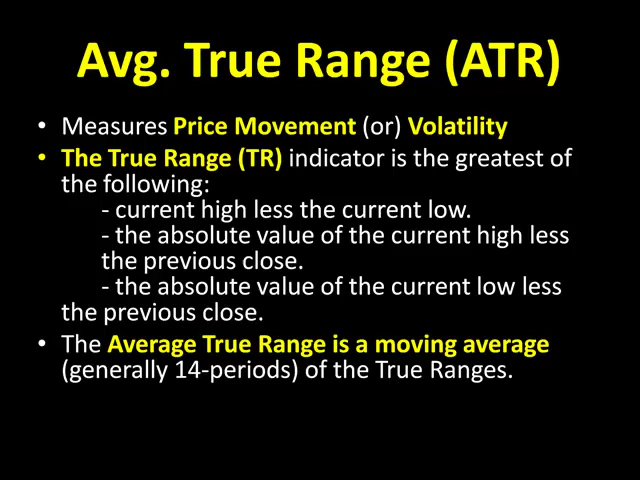 Avg. True Range (ATR)
• Measures Price Movement (or) Volatility
• The True Range (TR) indicator is the greatest of
the following:
- current high less the current low.
- the absolute value of the current high less
the previous close.
- the absolute value of the current low less
the previous close.
• The Average True Range is a moving average
(generally 14-periods) of the True Ranges.